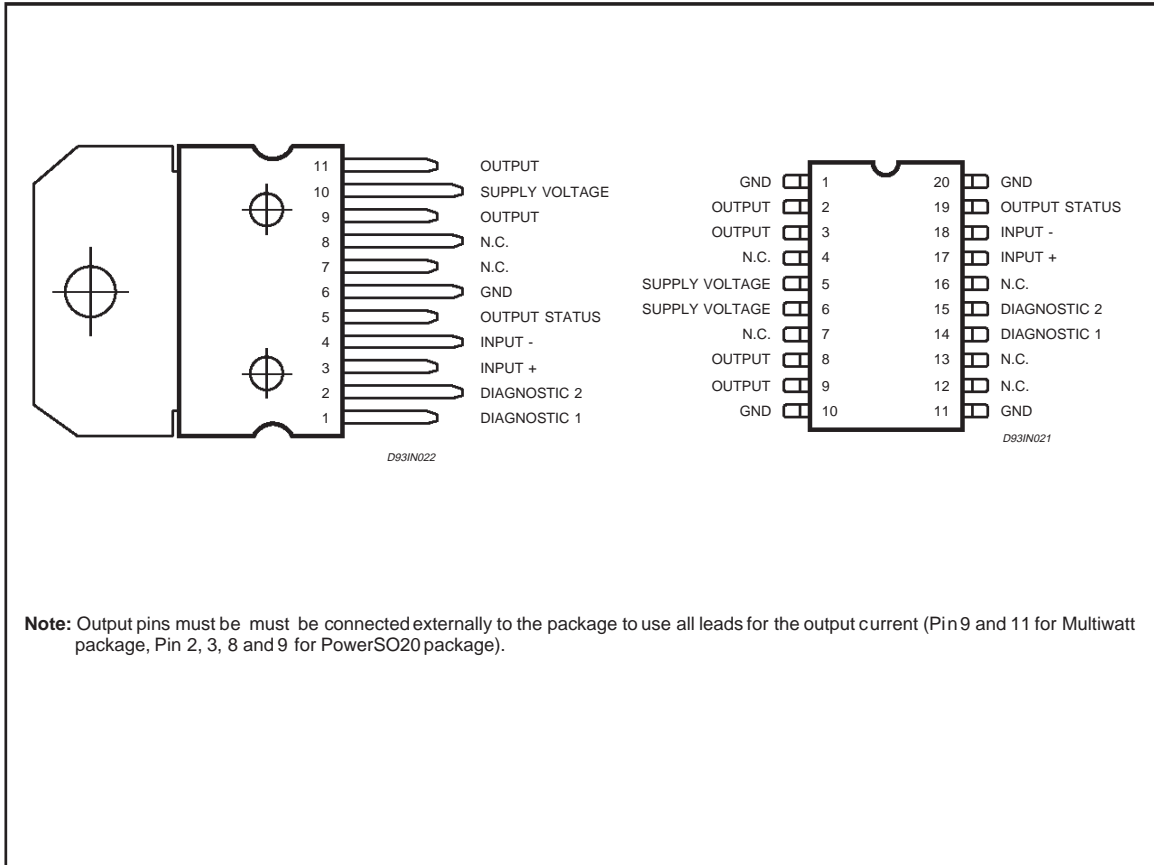 11 OUTPUT
10 SUPPLY VOLTAGE
9 OUTPUT
8 N.C.
7 N.C.
6 GND
5 OUTPUT STATUS
4 INPUT -
3 INPUT +
2 DIAGNOSTIC 2
1 DIAGNOSTIC 1
D93IN022
GND 1 20 GND
OUTPUT 2 19 OUTPUT STATUS
OUTPUT 3 18 INPUT -
N.C. 4 17 INPUT +
SUPPLY VOLTAGE 5 16 N.C.
SUPPLY VOLTAGE 6 15 DIAGNOSTIC 2
N.C. 7 14 DIAGNOSTIC 1
OUTPUT 8 13 N.C.
OUTPUT 9 12 N.C.
GND 10 11 GND
D93IN021
Note: Output pins must be must be connected externally to the package to use all leads for the output current (Pin 9 and 11 for Multiwatt
package, Pin 2, 3, 8 and 9 for PowerSO20 package).